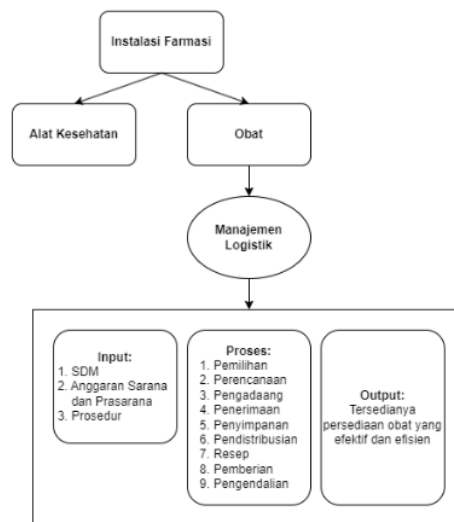 Instalasi Farmasi
Alat Kesehatan
Obat
Manajemen
Logistik
Input:
1. SDM
2. Anggaran Sarana
dan Prasarana
3. Prosedur
Proses:
1. Pemilihan
2. Perencanaan
3. Pengadaang
4. Penerimaan
5. Penyimpanan
6. Pendistribusian
7. Resep
8. Pemberian
9. Pengendalian
Output:
Tersedianya
persediaan obat yang
efektif dan efisien